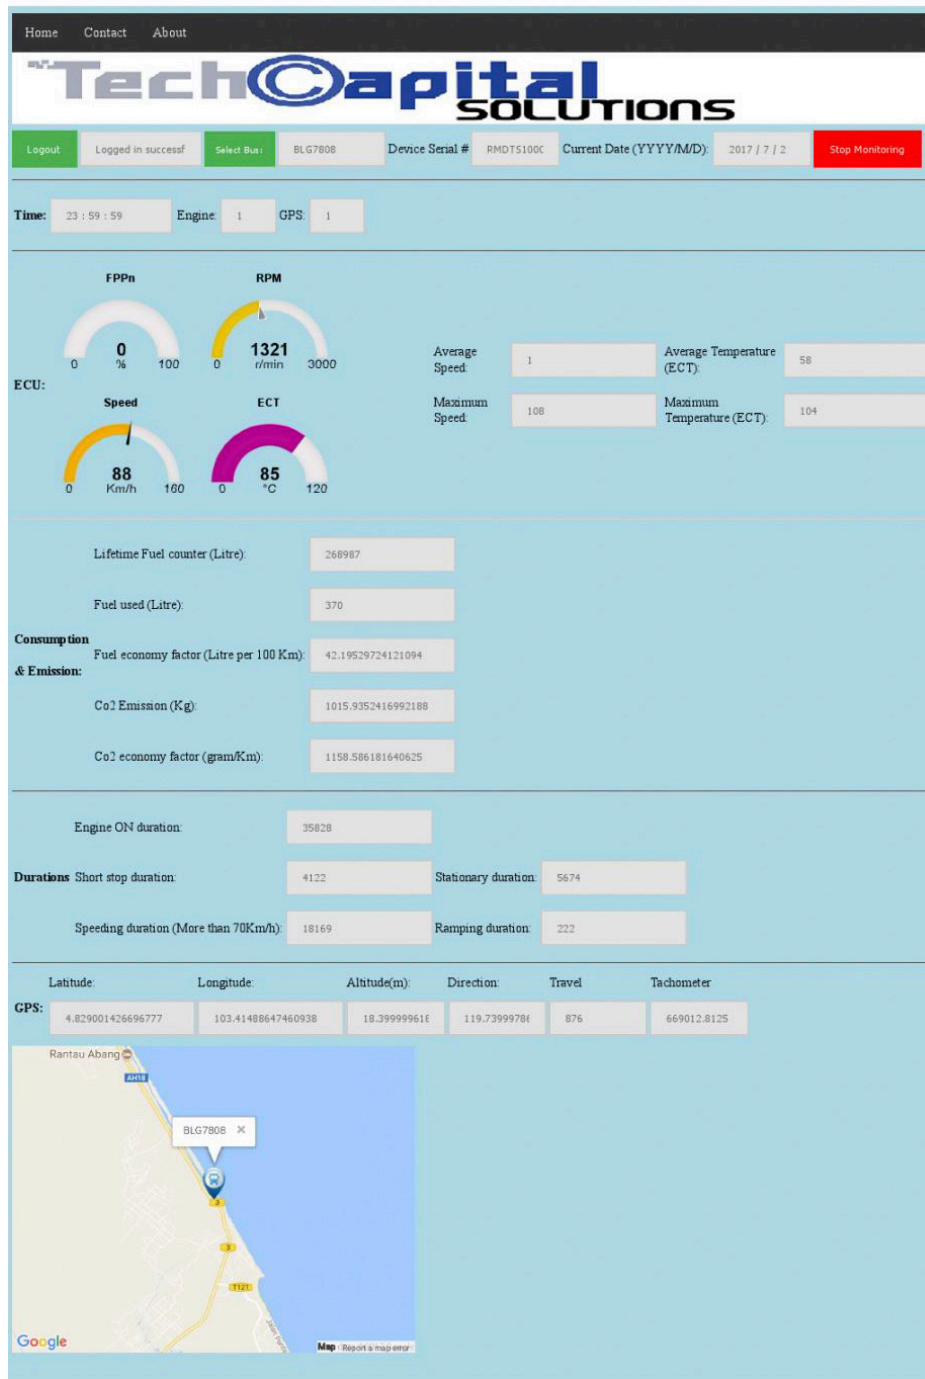 Home Contact About
TechCapital
SOLUTIONS
Logout Logged in successf Select Bus: BLG7808 Device Serial # RMDTS100C Current Date (YYYY/M/D): 2017 / 7 / 2 Stop Monitoring
Time: 23 : 59 : 59 Engine: 1 GPS: 1
FPPn RPM
0 1321
0 % 100 0 r/min 3000
Average Speed: 1 Average Temperature (ECT): 58
ECU:
Speed ECT
Maximum Speed: 108 Maximum Temperature (ECT): 104
88 85
0 Km/h 160 0 °C 120
Lifetime Fuel counter (Litre): 268987
Fuel used (Litre): 370
Consumption & Emission:
Fuel economy factor (Litre per 100 Km): 42.19529724121094
Co2 Emission (Kg): 1015.9352416992188
Co2 economy factor (gram/Km): 1158.586181640625
Engine ON duration: 35828
Durations Short stop duration: 4122 Stationary duration: 5674
Speeding duration (More than 70Km/h): 18169 Ramping duration: 222
Latitude: Longitude: Altitude(m): Direction: Travel Tachometer
GPS: 4.829001426696777 103.41488647460938 18.399999618 119.73999786 876 669012.8125
Rantau Abang
AH18
BLG7808 ×
3
3
T121
Google Map Report a map error